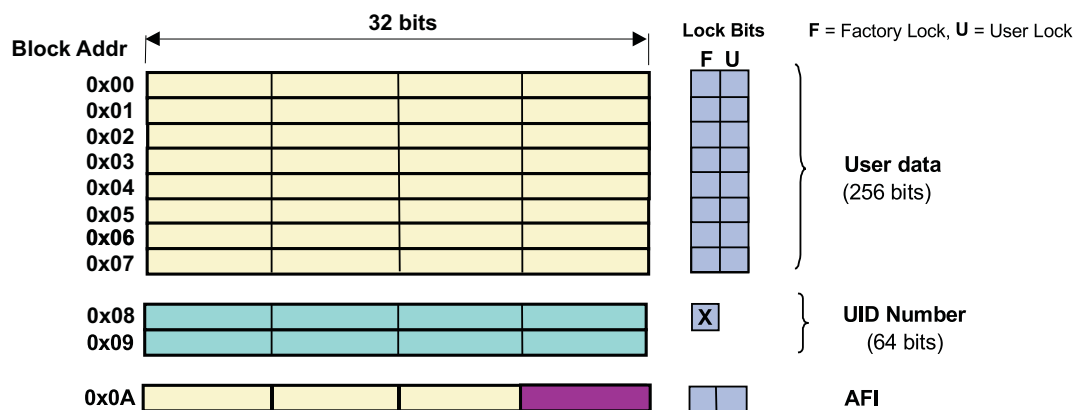 32 bits
Lock Bits
F = Factory Lock, U = User Lock
Block Addr
F U
0x00
0x01
0x02
0x03
0x04
0x05
0x06
0x07
User data
(256 bits)
0x08
0x09
X
UID Number
(64 bits)
0x0A
AFI